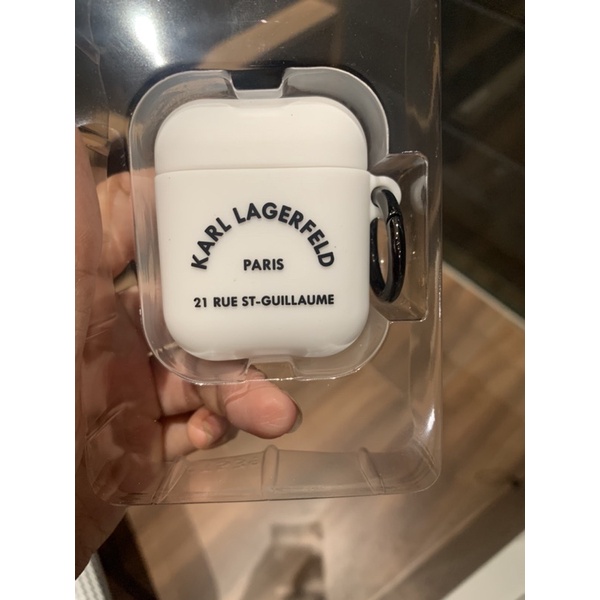 KARL LAGERFELD
PARIS
21 RUE ST-GUILLAUME